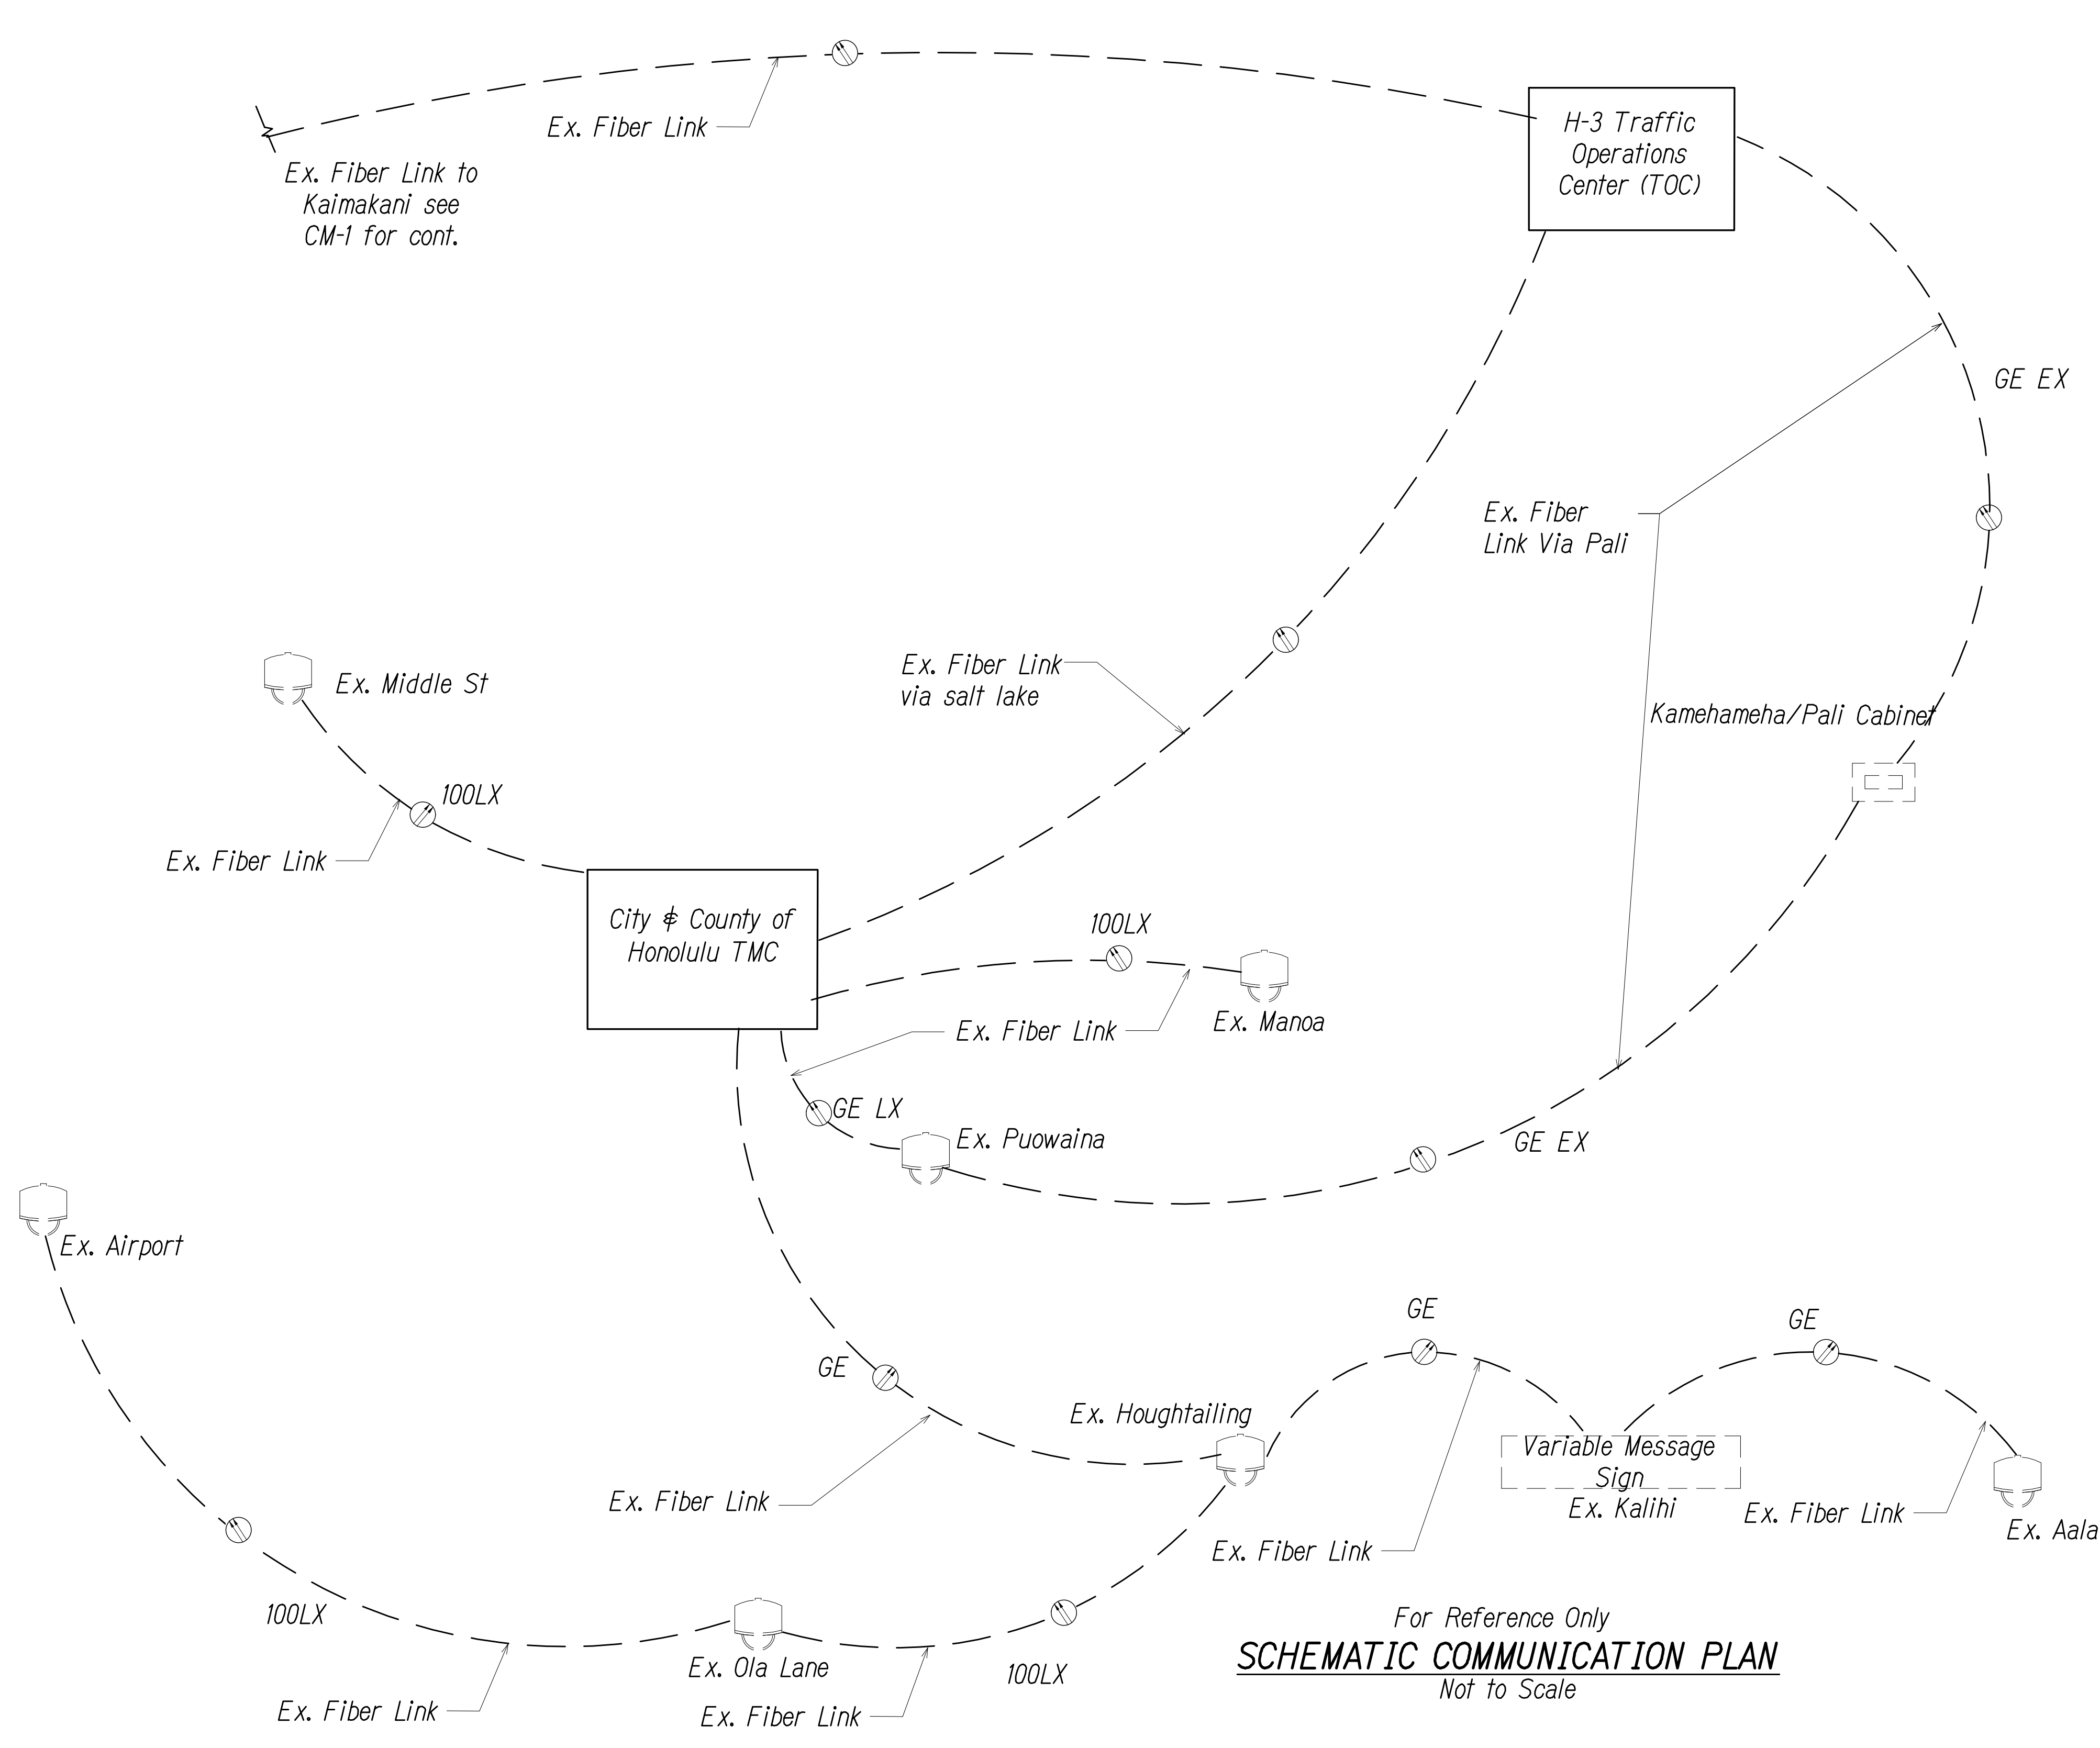 H-3 Traffic
Operations
Center (TOC)
Ex. Fiber Link
Ex. Fiber Link to
Kaimakani see
CM-1 for cont.
GE EX
Ex. Fiber
Link Via Pali
Ex. Middle St
Ex. Fiber Link
via salt lake
Kamehameha/Pali Cabinet
100LX
Ex. Fiber Link
City & County of
Honolulu TMC
100LX
Ex. Manoa
Ex. Fiber Link
GE LX
Ex. Puowaina
GE EX
Ex. Airport
GE
GE
GE
Ex. Houghtailing
Variable Message
Sign
Ex. Kalihi
Ex. Fiber Link
Ex. Fiber Link
Ex. Aala
Ex. Fiber Link
100LX
Ex. Ola Lane
100LX
Ex. Fiber Link
Ex. Fiber Link
For Reference Only
SCHEMATIC COMMUNICATION PLAN
Not to Scale